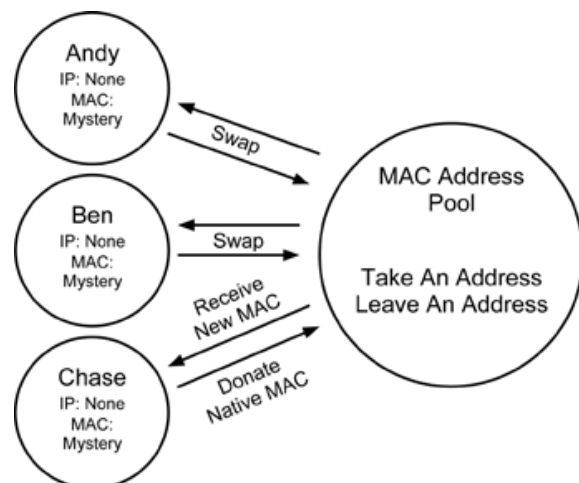 Andy
IP: None
MAC:
Mystery
Swap
Ben
IP: None
MAC:
Mystery
Swap
Receive
New MAC
Chase
IP: None
MAC:
Mystery
Donate
Native MAC
MAC Address
Pool
Take An Address
Leave An Address